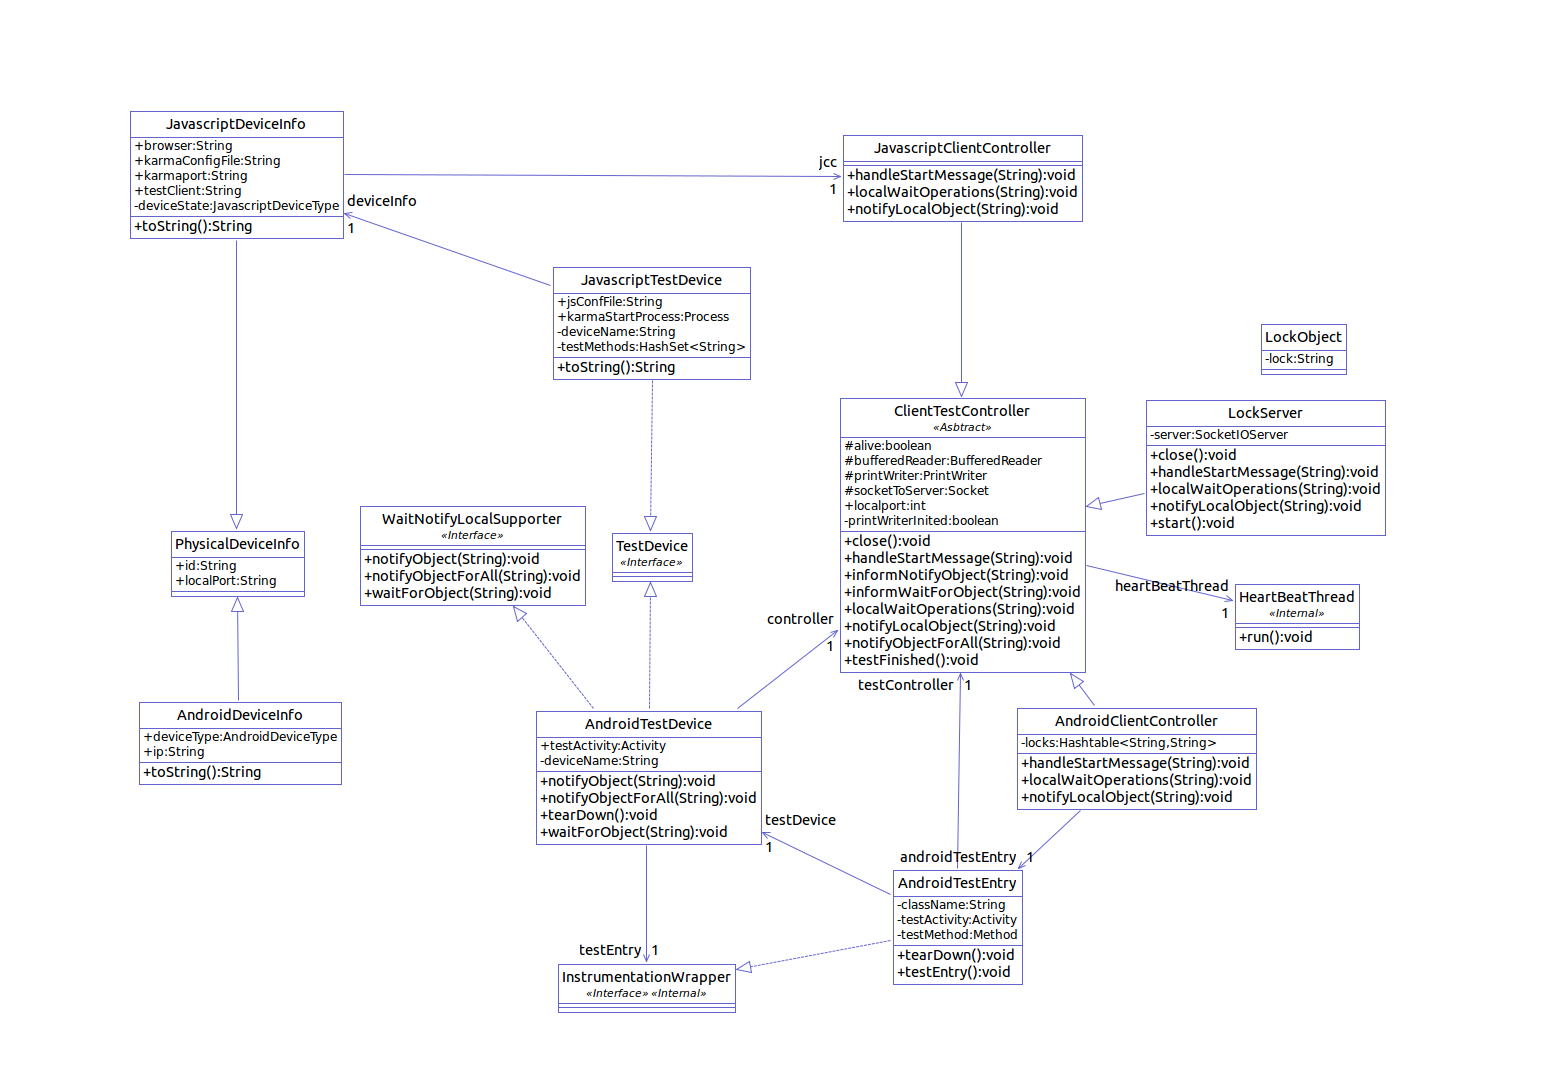 JavascriptDeviceInfo
+browser:String
+karmaConfigFile:String
+karmaport:String
+testClient:String
-deviceState:JavascriptDeviceType
+toString():String
jcc
1
JavascriptClientController
+handleStartMessage(String):void
+localWaitOperations(String):void
+notifyLocalObject(String):void
deviceInfo
1
JavascriptTestDevice
+jsConfFile:String
+karmaStartProcess:Process
-deviceName:String
-testMethods:HashSet<String>
+toString():String
LockObject
-lock:String
ClientTestController
«Asbtract»
#alive:boolean
#bufferedReader:BufferedReader
#printWriter:PrintWriter
#socketToServer:Socket
+localport:int
-printWriterInited:boolean
+close():void
+handleStartMessage(String):void
+informNotifyObject(String):void
+informWaitForObject(String):void
+localWaitOperations(String):void
+notifyLocalObject(String):void
+notifyObjectForAll(String):void
+testFinished():void
LockServer
-server:SocketIOServer
+close():void
+handleStartMessage(String):void
+localWaitOperations(String):void
+notifyLocalObject(String):void
+start():void
PhysicalDeviceInfo
+id:String
+localPort:String
WaitNotifyLocalSupporter
«Interface»
+notifyObject(String):void
+notifyObjectForAll(String):void
+waitForObject(String):void
TestDevice
«Interface»
heartBeatThread
1
HeartBeatThread
«Internal»
+run():void
controller
1
testController 1
AndroidDeviceInfo
+deviceType:AndroidDeviceType
+ip:String
+toString():String
AndroidTestDevice
+testActivity:Activity
-deviceName:String
+notifyObject(String):void
+notifyObjectForAll(String):void
+tearDown():void
+waitForObject(String):void
AndroidClientController
-locks:Hashtable<String,String>
+handleStartMessage(String):void
+localWaitOperations(String):void
+notifyLocalObject(String):void
testDevice
1
androidTestEntry 1
AndroidTestEntry
-className:String
-testActivity:Activity
-testMethod:Method
+tearDown():void
+testEntry():void
testEntry 1
InstrumentationWrapper
«Interface» «Internal»